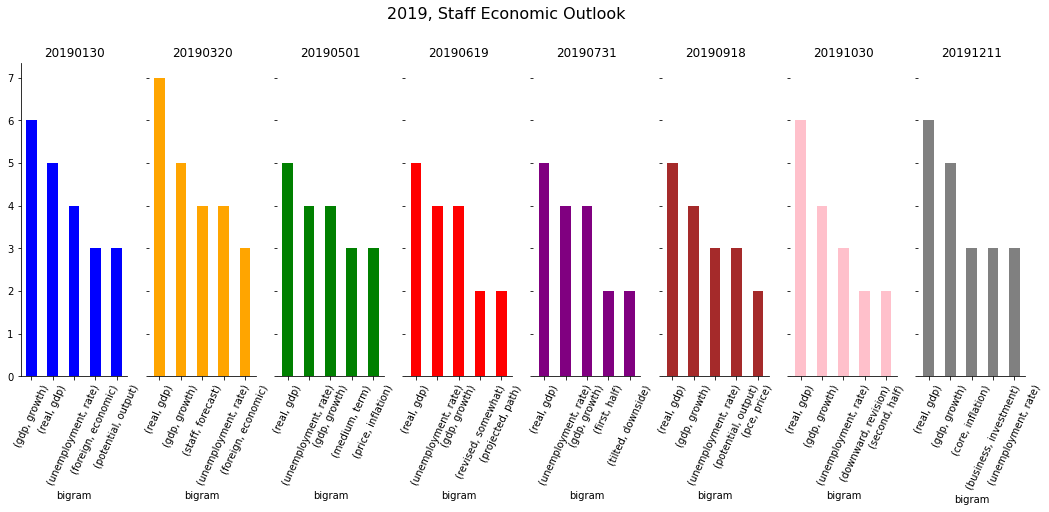 2019, Staff Economic Outlook
20190130
20190320
20190501
20190619
20190731
20190918
20191030
20191211
7
6
5
4
3
2
1
0
(gdp, growth)
(real, gdp)
(unemployment, rate)
(foreign, economic)
(potential, output)
(real, gdp)
(gdp, growth)
(staff, forecast)
(unemployment, rate)
(foreign, economic)
(real, gdp)
(unemployment, rate)
(gdp, growth)
(medium, term)
(price, inflation)
(real, gdp)
(unemployment, rate)
(gdp, growth)
(revised, somewhat)
(projected, path)
(real, gdp)
(unemployment, rate)
(gdp, growth)
(first, half)
(tilted, downside)
(real, gdp)
(gdp, growth)
(unemployment, rate)
(potential, output)
(pce, price)
(real, gdp)
(gdp, growth)
(unemployment, rate)
(downward, revision)
(second, half)
(real, gdp)
(gdp, growth)
(core, inflation)
(business, investment)
(unemployment, rate)
bigram
bigram
bigram
bigram
bigram
bigram
bigram
bigram